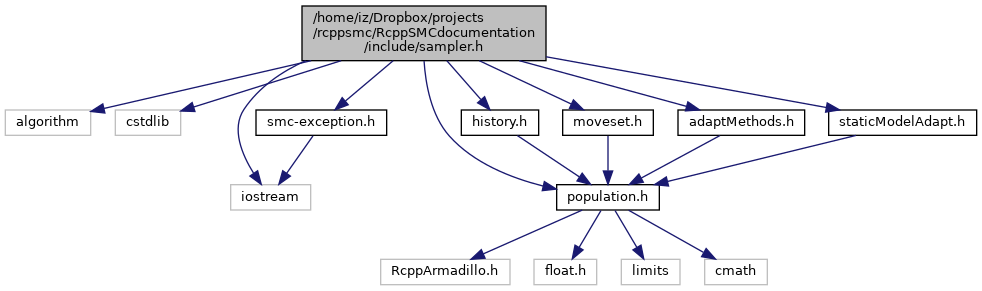 /home/iz/Dropbox/projects
/rcppsmc/RcppSMCdocumentation
/include/sampler.h
algorithm
cstdlib
smc-exception.h
history.h
moveset.h
adaptMethods.h
staticModelAdapt.h
iostream
population.h
RcppArmadillo.h
float.h
limits
cmath